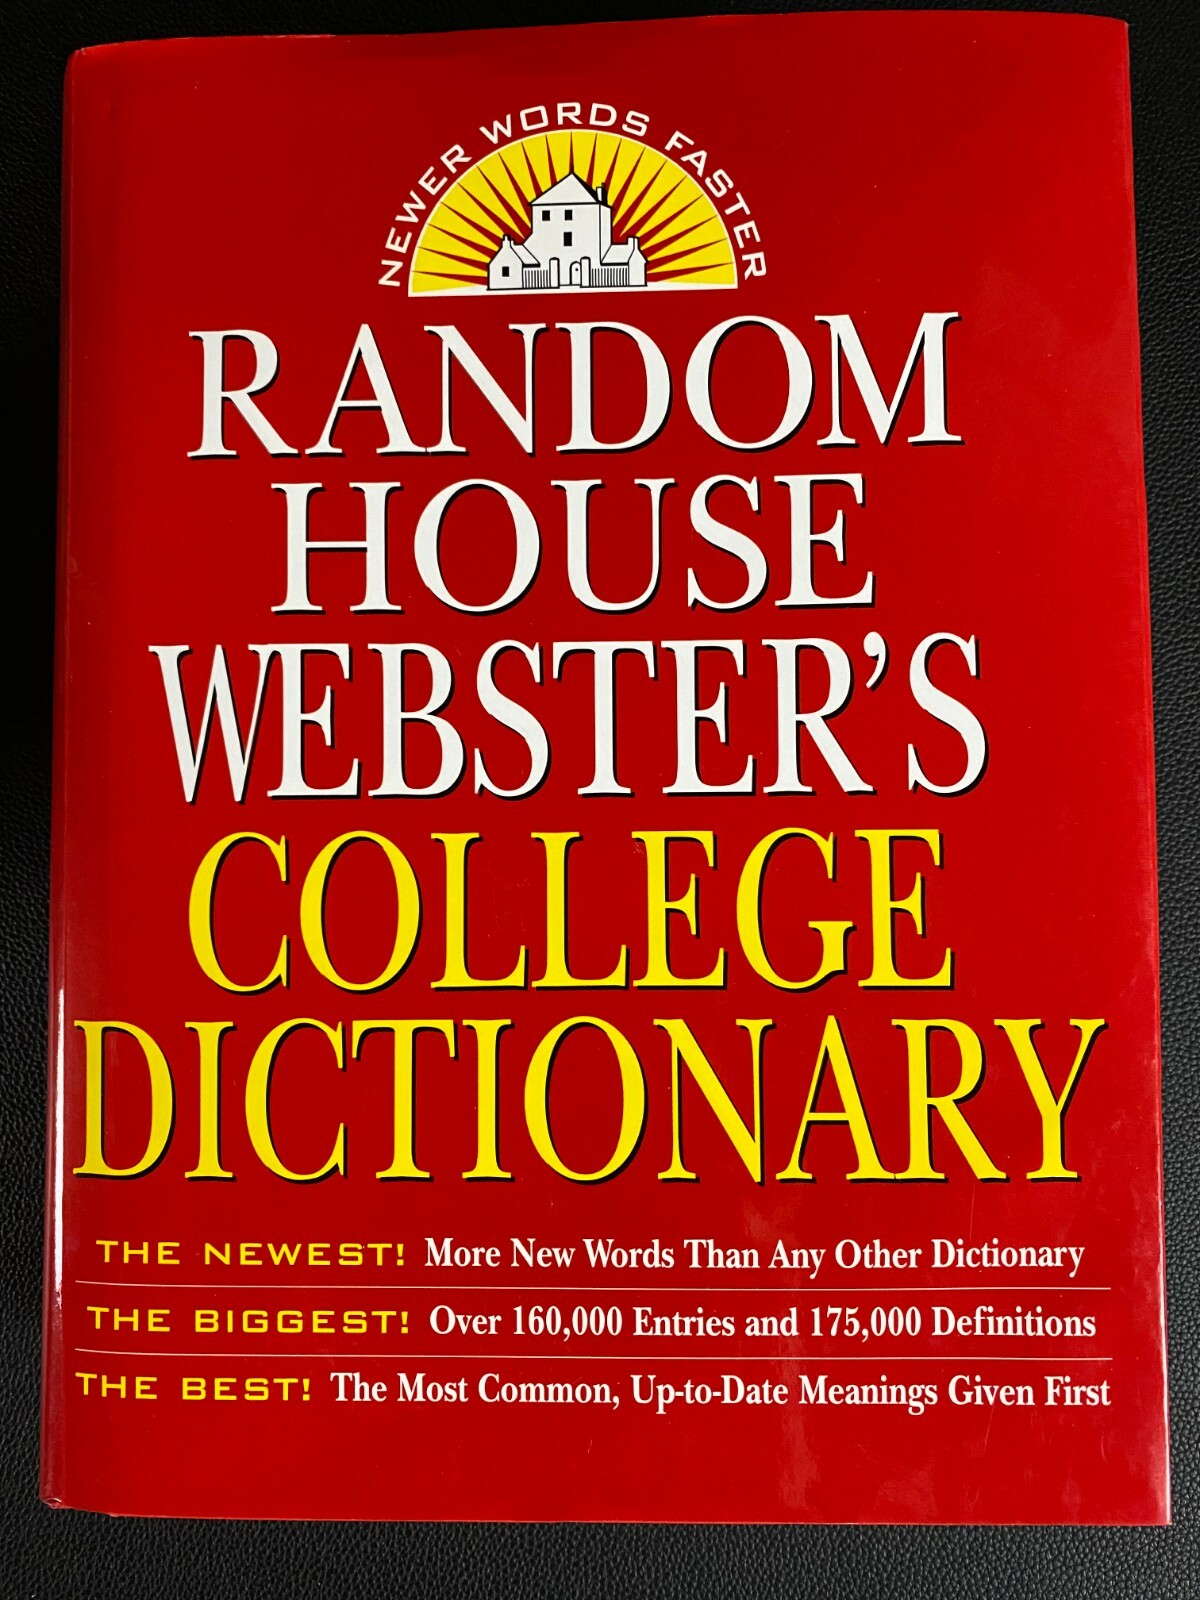 NEWER WORDS FASTER
RANDOM
HOUSE
WEBSTER'S
COLLEGE
DICTIONARY
THE NEWEST! More New Words Than Any Other Dictionary
THE BIGGEST! Over 160,000 Entries and 175,000 Definitions
THE BEST! The Most Common, Up-to-Date Meanings Given First